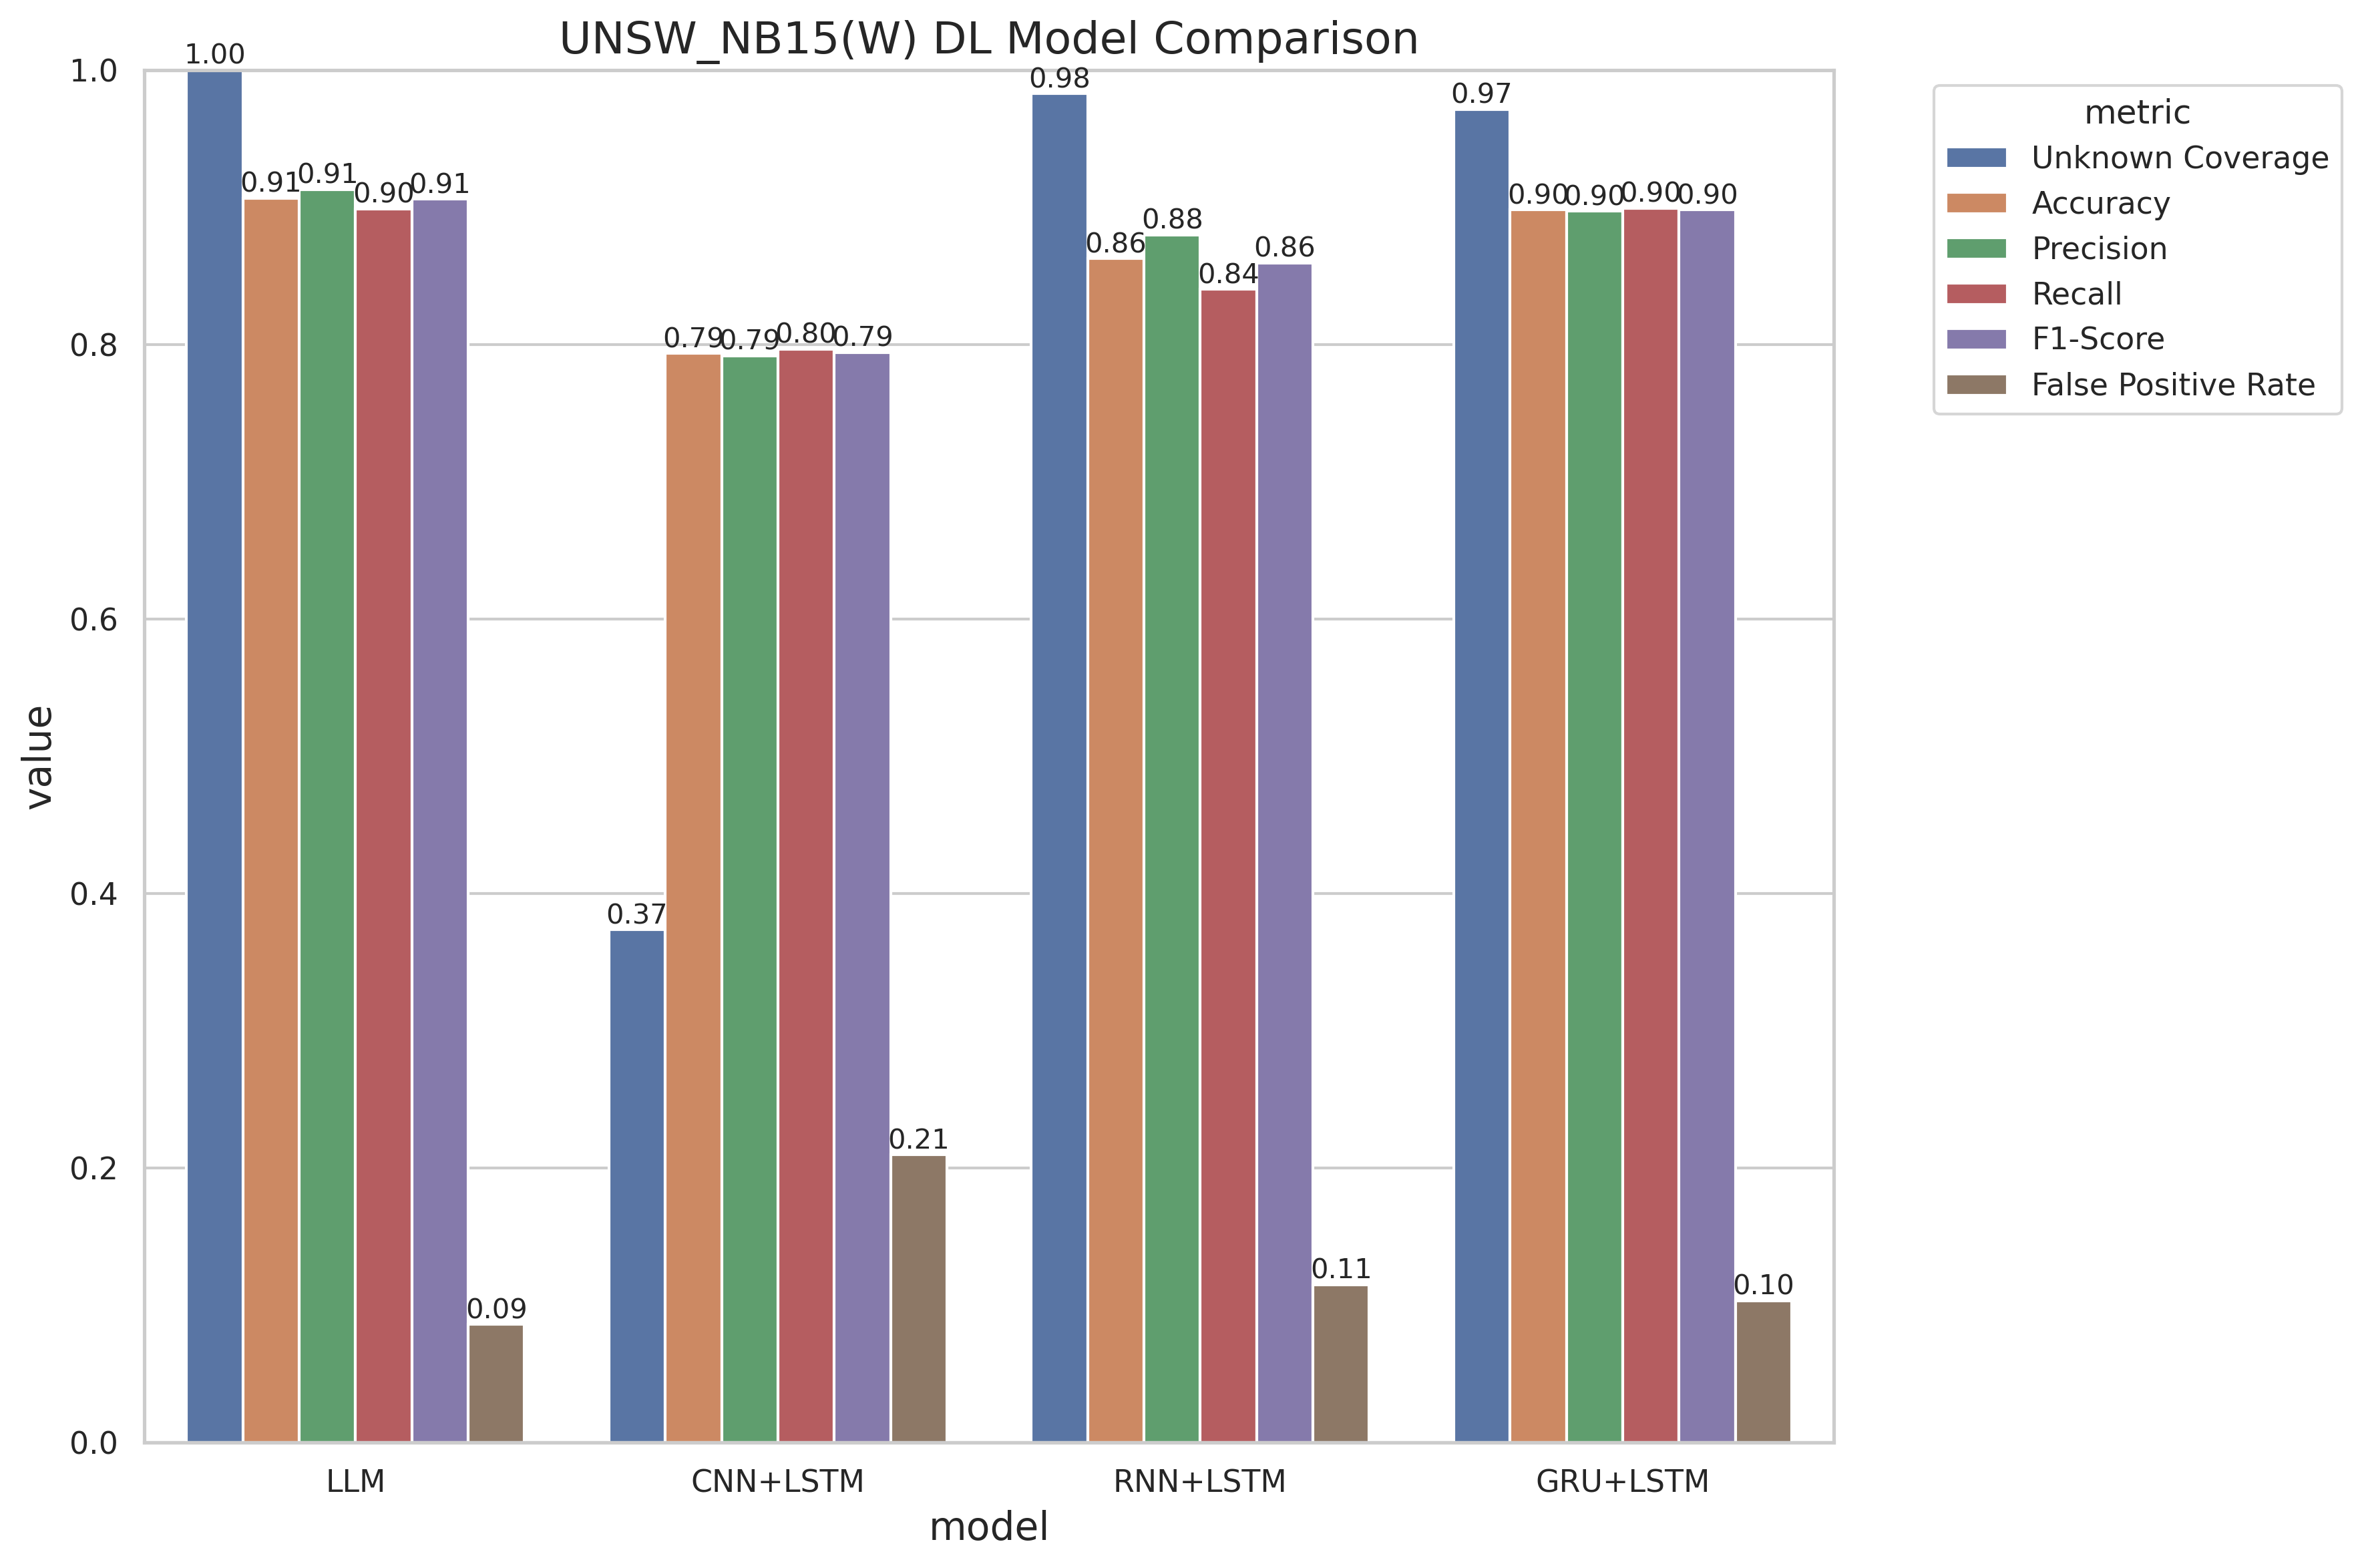 UNSW_NB15(W) DL Model Comparison
1.00
0.91
0.91
0.90
0.91
0.09
0.37
0.79
0.79
0.80
0.79
0.21
0.98
0.86
0.88
0.84
0.86
0.11
0.97
0.90
0.90
0.90
0.90
0.10
1.0
0.8
0.6
0.4
0.2
0.0
value
LLM
CNN+LSTM
RNN+LSTM
GRU+LSTM
model
metric
Unknown Coverage
Accuracy
Precision
Recall
F1-Score
False Positive Rate